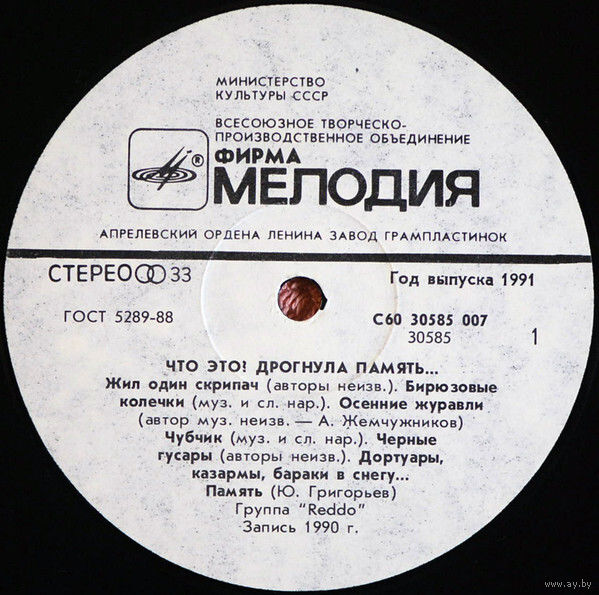 МИНИСТЕРСТВО
КУЛЬТУРЫ СССР
ВСЕСОЮЗНОЕ ТВОРЧЕСКО-
ПРОИЗВОДСТВЕННОЕ ОБЪЕДИНЕНИЕ
®
ФИРМА
МЕЛОДИЯ
АПРЕЛЕВСКИЙ ОРДЕНА ЛЕНИНА ЗАВОД ГРАМПЛАСТИНОК
СТЕРЕО 33
Год выпуска 1991
ГОСТ 5289-88
С60 30585 007
30585
1
ЧТО ЭТО? ДРОГНУЛА ПАМЯТЬ...
Жил один скрипач (авторы неизв.). Бирюзовые
колечки (муз. и сл. нар.). Осенние журавли
(автор муз. неизв. — А. Жемчужников)
Чубчик (муз. и сл. нар.). Черные
гусары (авторы неизв.). Дортуары,
казармы, бараки в снегу...
Память (Ю. Григорьев)
Группа "Reddo"
Запись 1990 г.
www.ay.by